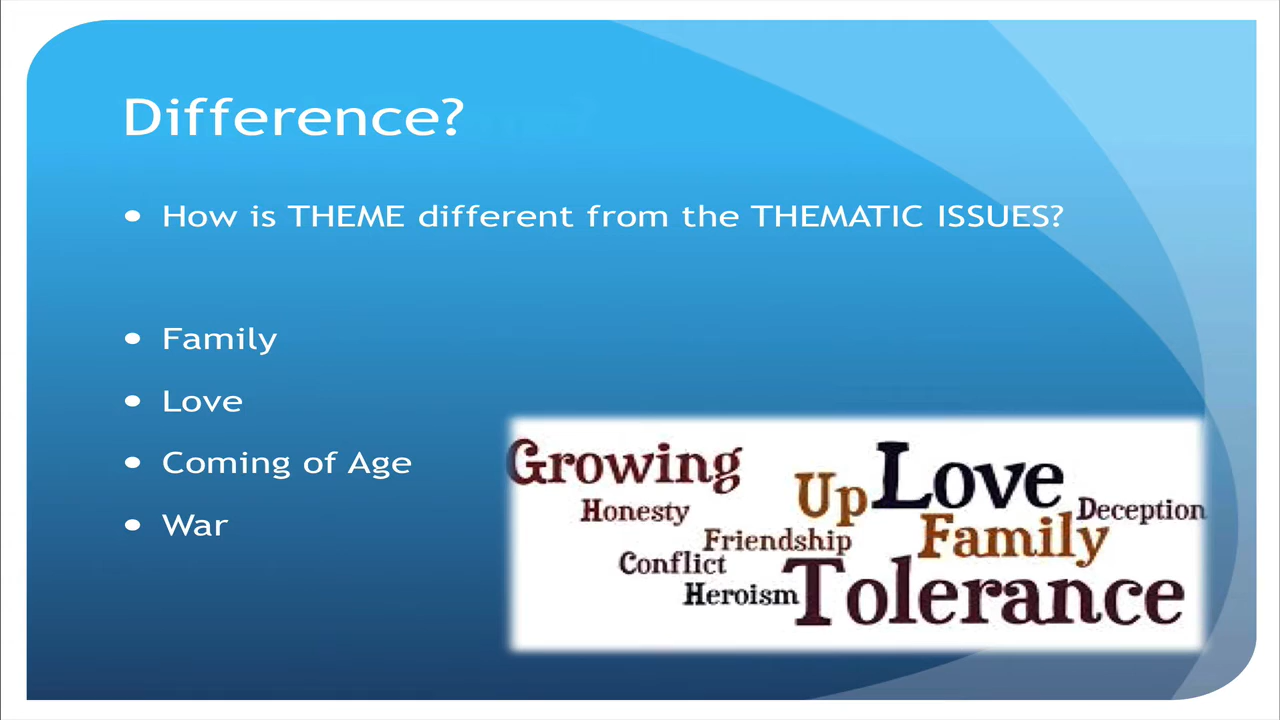 Difference?
• How is THEME different from the THEMATIC ISSUES?
• Family
• Love
• Coming of Age
• War
Growing Up Love
Honesty Deception
Friendship Family
Conflict
Heroism Tolerance